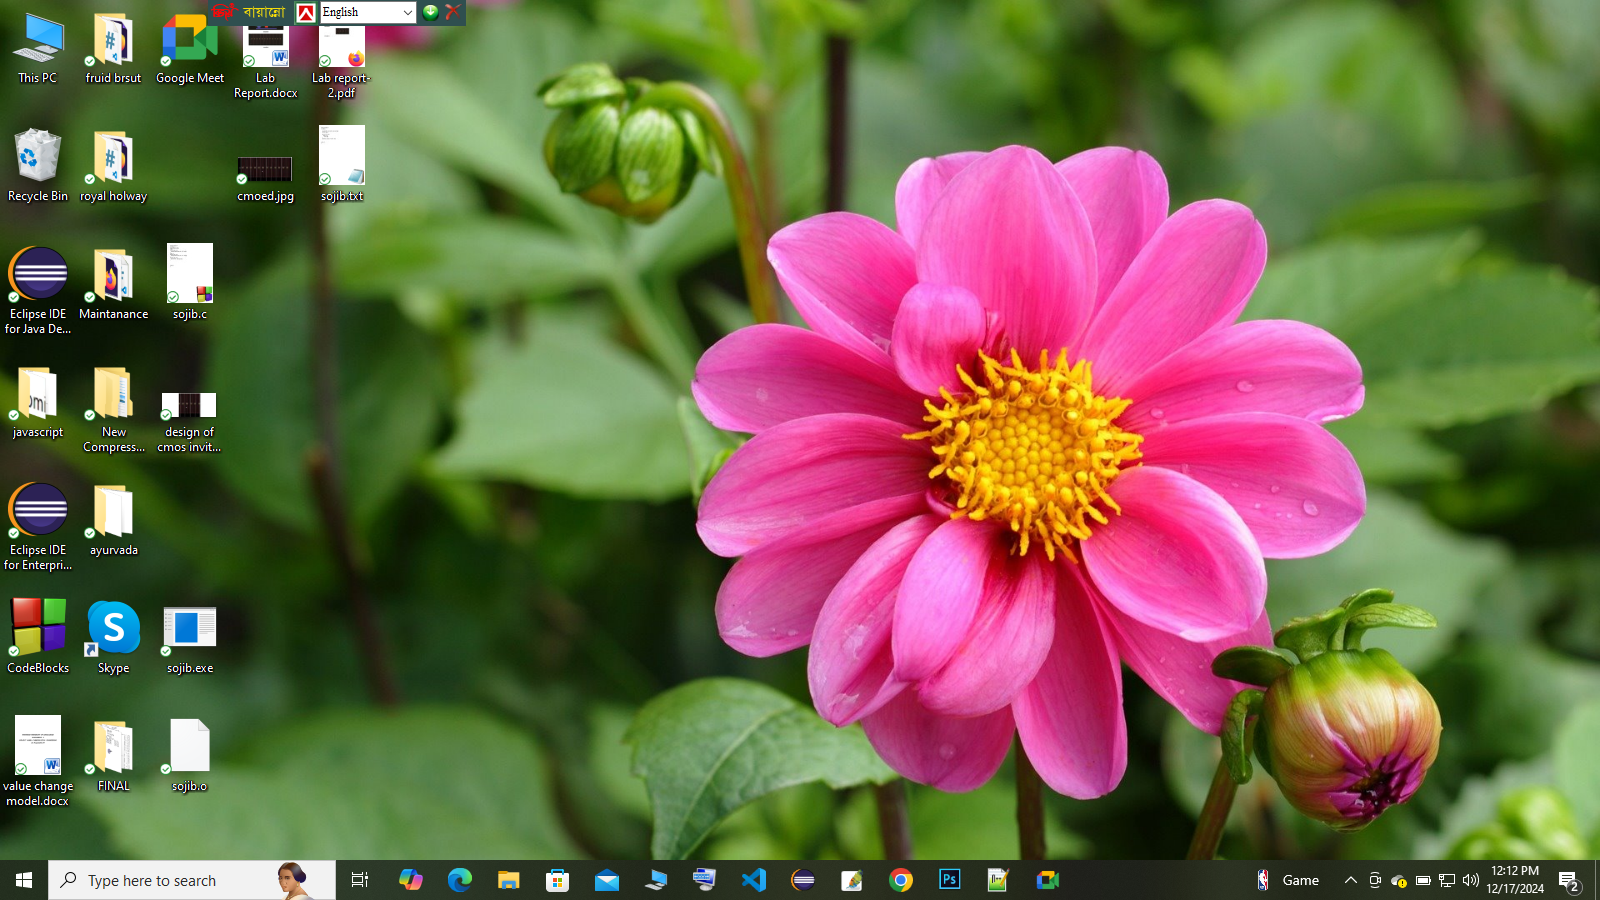 বায়ান্নো
English
This PC
fruid brsut
Google Meet
Lab
Report.docx
Lab report-
2.pdf
Recycle Bin
royal holway
cmoed.jpg
sojib.txt
Eclipse IDE
for Java De...
Maintanance
sojib.c
javascript
New
Compress...
design of
cmos invit...
Eclipse IDE
for Enterpri...
ayurvada
CodeBlocks
Skype
sojib.exe
value change
model.docx
FINAL
sojib.o
Type here to search
Ps
Game
12:12 PM
12/17/2024
2